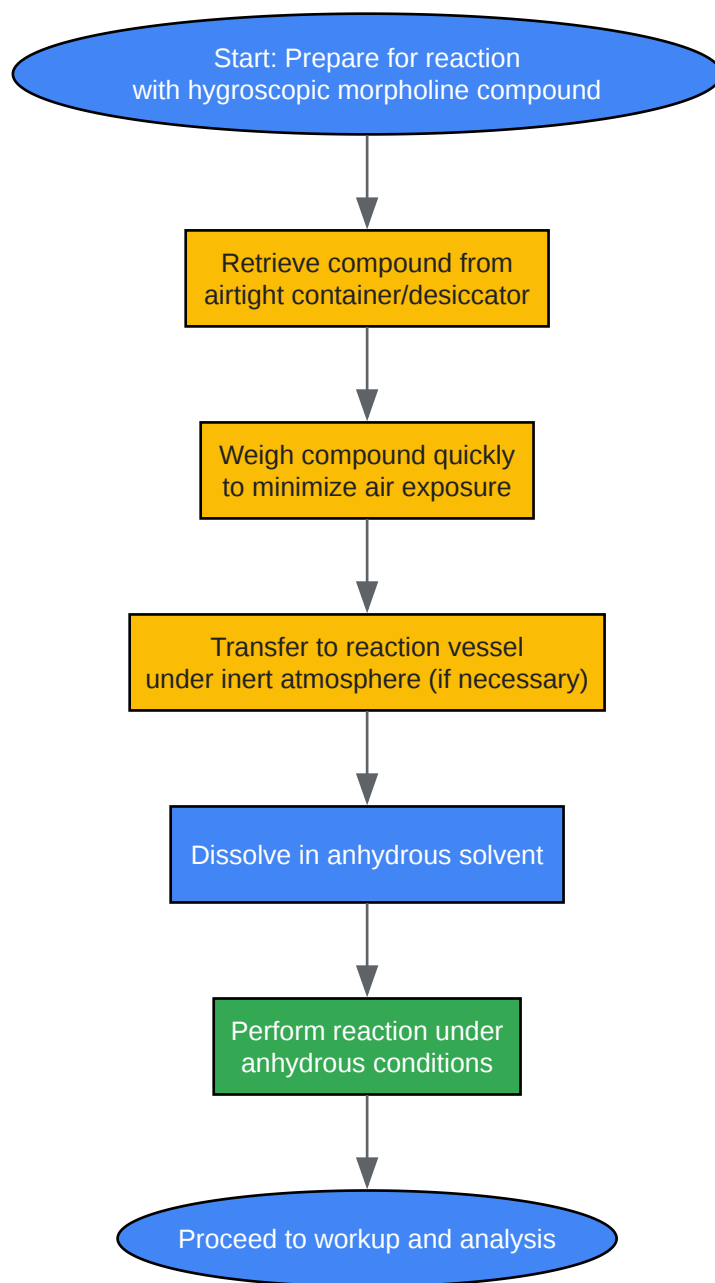 Start: Prepare for reaction
with hygroscopic morpholine compound
Retrieve compound from
airtight container/desiccator
Weigh compound quickly
to minimize air exposure
Transfer to reaction vessel
under inert atmosphere (if necessary)
Dissolve in anhydrous solvent
Perform reaction under
anhydrous conditions
Proceed to workup and analysis